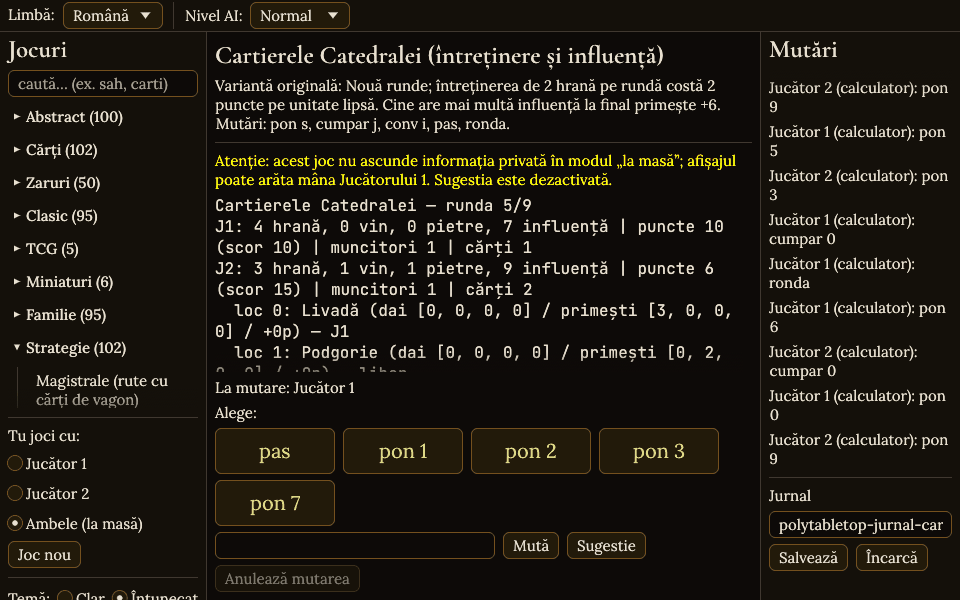 Limbă: Română ▼ Nivel AI: Normal ▼
Jocuri
caută... (ex. sah, carti)
▸ Abstract (100)
▸ Cărți (102)
▸ Zaruri (50)
▸ Clasic (95)
▸ TCG (5)
▸ Miniaturi (6)
▸ Familie (95)
▾ Strategie (102)
Magistrale (rute cu
cărți de vagon)
Tu joci cu:
Jucător 1
Jucător 2
Ambele (la masă)
Joc nou
Temă: Clar Întunecat
Cartierele Catedralei (întreținere și influență)
Variantă originală: Nouă runde; întreținerea de 2 hrană pe rundă costă 2
puncte pe unitate lipsă. Cine are mai multă influență la final primește +6.
Mutări: pon s, cumpar j, conv i, pas, ronda.
Atenție: acest joc nu ascunde informația privată în modul „la masă”; afișajul
poate arăta mâna Jucătorului 1. Sugestia este dezactivată.
Cartierele Catedralei — runda 5/9
J1: 4 hrană, 0 vin, 0 pietre, 7 influență | puncte 10
(scor 10) | muncitori 1 | cărți 1
J2: 3 hrană, 1 vin, 1 pietre, 9 influență | puncte 6
(scor 15) | muncitori 1 | cărți 2
loc 0: Livadă (dai [0, 0, 0, 0] / primești [3, 0, 0,
0] / +0p) — J1
loc 1: Podgorie (dai [0, 0, 0, 0] / primești [0, 2,
La mutare: Jucător 1
Alege:
pas pon 1 pon 2 pon 3
pon 7
Mută Sugestie
Anulează mutarea
Mutări
Jucător 2 (calculator): pon
9
Jucător 1 (calculator): pon
5
Jucător 2 (calculator): pon
3
Jucător 1 (calculator):
cumpar 0
Jucător 1 (calculator):
ronda
Jucător 1 (calculator): pon
6
Jucător 2 (calculator):
cumpar 0
Jucător 1 (calculator): pon
0
Jucător 2 (calculator): pon
9
Jurnal
polytabletop-jurnal-car
Salvează Încarcă